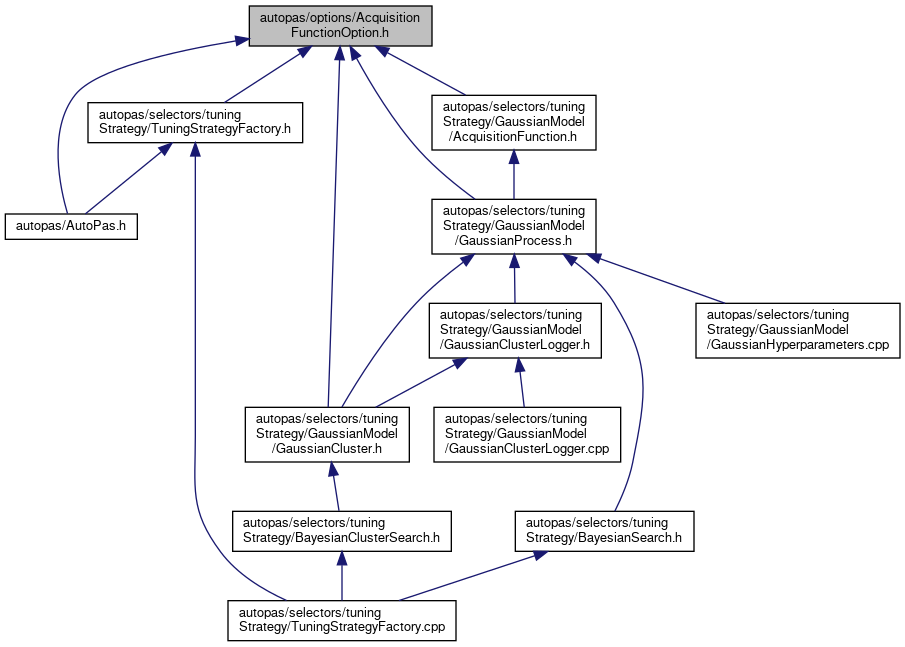 autopas/options/Acquisition
FunctionOption.h
autopas/selectors/tuning
Strategy/GaussianModel
/AcquisitionFunction.h
autopas/selectors/tuning
Strategy/TuningStrategyFactory.h
autopas/AutoPas.h
autopas/selectors/tuning
Strategy/GaussianModel
/GaussianProcess.h
autopas/selectors/tuning
Strategy/GaussianModel
/GaussianClusterLogger.h
autopas/selectors/tuning
Strategy/GaussianModel
/GaussianHyperparameters.cpp
autopas/selectors/tuning
Strategy/GaussianModel
/GaussianCluster.h
autopas/selectors/tuning
Strategy/GaussianModel
/GaussianClusterLogger.cpp
autopas/selectors/tuning
Strategy/BayesianClusterSearch.h
autopas/selectors/tuning
Strategy/BayesianSearch.h
autopas/selectors/tuning
Strategy/TuningStrategyFactory.cpp